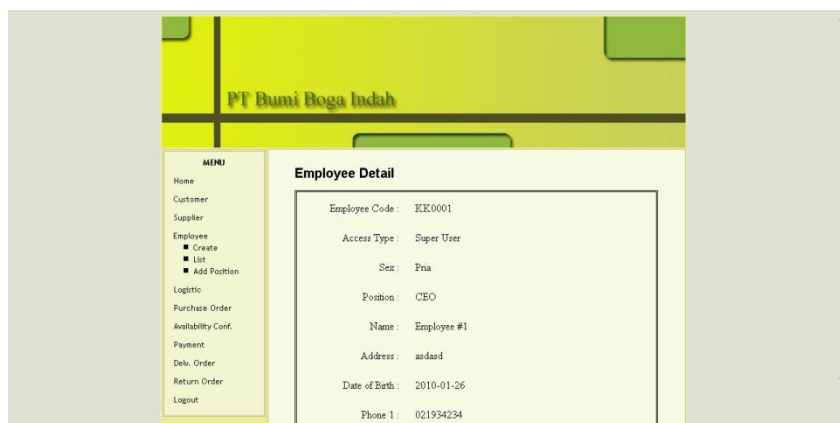 PT Bumi Boga Indah
MENU
Home
Customer
Supplier
Employee
Create
List
Add Position
Logistic
Purchase Order
Availability Conf.
Payment
Delv. Order
Return Order
Logout
Employee Detail
Employee Code : KK0001
Access Type : Super User
Sex : Pria
Position : CEO
Name : Employee #1
Address : asdasd
Date of Birth : 2010-01-26
Phone 1 : 021934234